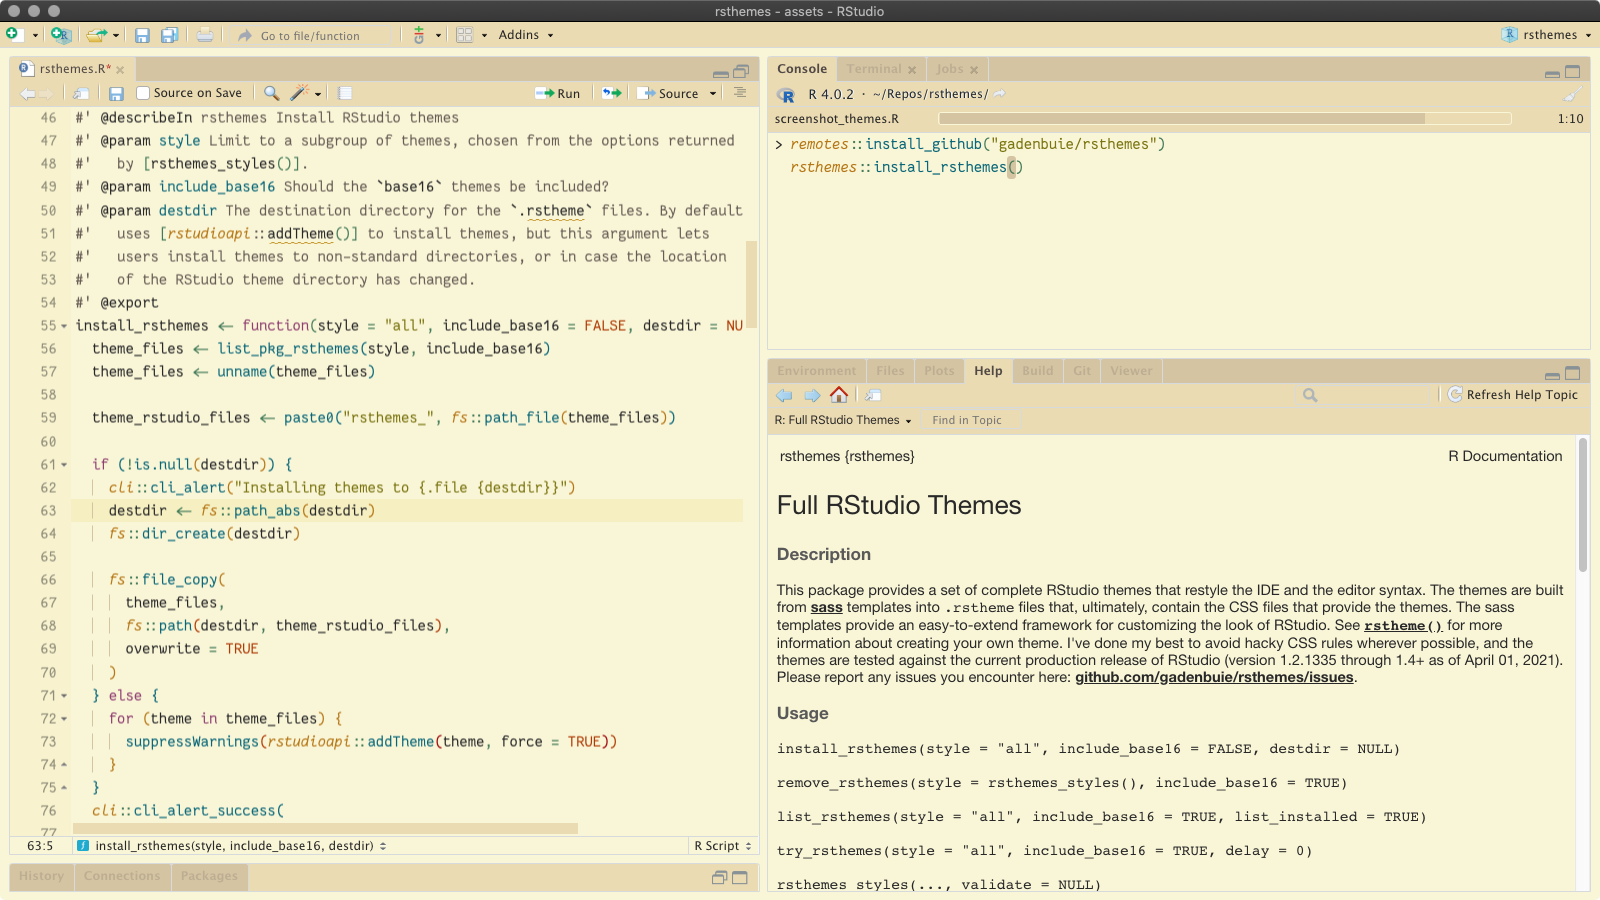 rsthemes - assets - RStudio
Go to file/function
Addins
rsthemes
rsthemes.R*
Source on Save
Run
Source
46 #' @describeIn rsthemes Install RStudio themes
47 #' @param style Limit to a subgroup of themes, chosen from the options returned
48 #'   by [rsthemes_styles()].
49 #' @param include_base16 Should the `base16` themes be included?
50 #' @param destdir The destination directory for the `.rstheme` files. By default
51 #'   uses [rstudioapi::addTheme()] to install themes, but this argument lets
52 #'   users install themes to non-standard directories, or in case the location
53 #'   of the RStudio theme directory has changed.
54 #' @export
55 install_rsthemes <- function(style = "all", include_base16 = FALSE, destdir = NU
56   theme_files <- list_pkg_rsthemes(style, include_base16)
57   theme_files <- unname(theme_files)
58
59   theme_rstudio_files <- paste0("rsthemes_", fs::path_file(theme_files))
60
61   if (!is.null(destdir)) {
62     cli::cli_alert("Installing themes to {.file {destdir}}")
63     destdir <- fs::path_abs(destdir)
64     fs::dir_create(destdir)
65
66     fs::file_copy(
67       theme_files,
68       fs::path(destdir, theme_rstudio_files),
69       overwrite = TRUE
70     )
71   } else {
72     for (theme in theme_files) {
73       suppressWarnings(rstudioapi::addTheme(theme, force = TRUE))
74     }
75   }
76   cli::cli_alert_success(
77
63:5 install_rsthemes(style, include_base16, destdir) R Script
History Connections Packages
Console Terminal Jobs
R 4.0.2 · ~/Repos/rsthemes/
screenshot_themes.R 1:10
> remotes::install_github("gadenbuie/rsthemes")
rsthemes::install_rsthemes()
Environment Files Plots Help Build Git Viewer
Refresh Help Topic
R: Full RStudio Themes Find in Topic
rsthemes {rsthemes} R Documentation
Full RStudio Themes
Description
This package provides a set of complete RStudio themes that restyle the IDE and the editor syntax. The themes are built
from sass templates into .rstheme files that, ultimately, contain the CSS files that provide the themes. The sass
templates provide an easy-to-extend framework for customizing the look of RStudio. See rstheme() for more
information about creating your own theme. I've done my best to avoid hacky CSS rules wherever possible, and the
themes are tested against the current production release of RStudio (version 1.2.1335 through 1.4+ as of April 01, 2021).
Please report any issues you encounter here: github.com/gadenbuie/rsthemes/issues.
Usage
install_rsthemes(style = "all", include_base16 = FALSE, destdir = NULL)
remove_rsthemes(style = rsthemes_styles(), include_base16 = TRUE)
list_rsthemes(style = "all", include_base16 = TRUE, list_installed = TRUE)
try_rsthemes(style = "all", include_base16 = TRUE, delay = 0)
rsthemes_styles(..., validate = NULL)